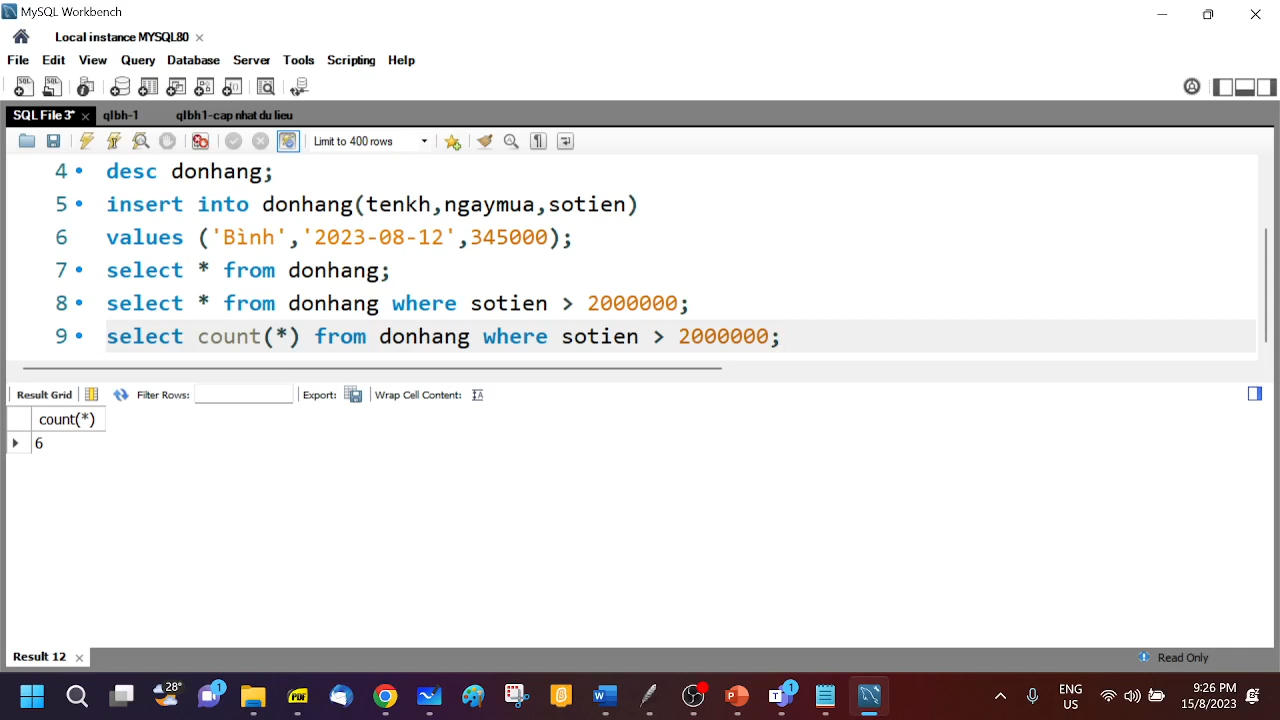 MySQL Workbench
Local instance MYSQL80
File Edit View Query Database Server Tools Scripting Help
SQL File 3* qlbh-1 qlbh1-cap nhat du lieu
Limit to 400 rows
4 desc donhang;
5 insert into donhang(tenkh,ngaymua,sotien)
6 values ('Bình','2023-08-12',345000);
7 select * from donhang;
8 select * from donhang where sotien > 2000000;
9 select count(*) from donhang where sotien > 2000000;
Result Grid Filter Rows: Export: Wrap Cell Content:
count(*)
6
Result 12 Read Only
28° 1 PDF 1 ENG 9:26 PM
US 15/8/2023